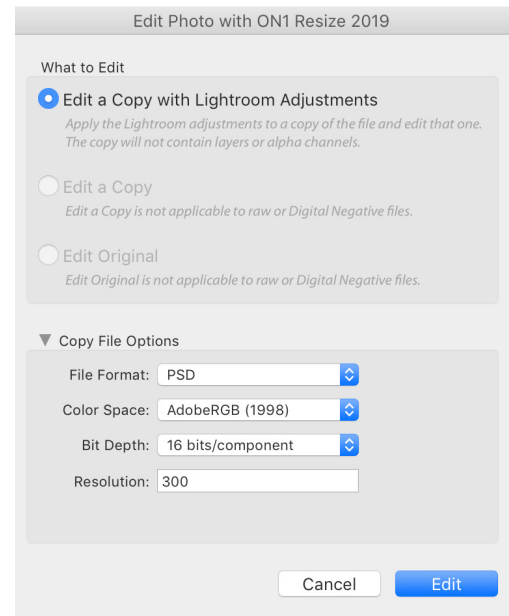 Edit Photo with ON1 Resize 2019
What to Edit
Edit a Copy with Lightroom Adjustments
Apply the Lightroom adjustments to a copy of the file and edit that one.
The copy will not contain layers or alpha channels.
Edit a Copy
Edit a Copy is not applicable to raw or Digital Negative files.
Edit Original
Edit Original is not applicable to raw or Digital Negative files.
Copy File Options
File Format: PSD
Color Space: AdobeRGB (1998)
Bit Depth: 16 bits/component
Resolution: 300
Cancel Edit